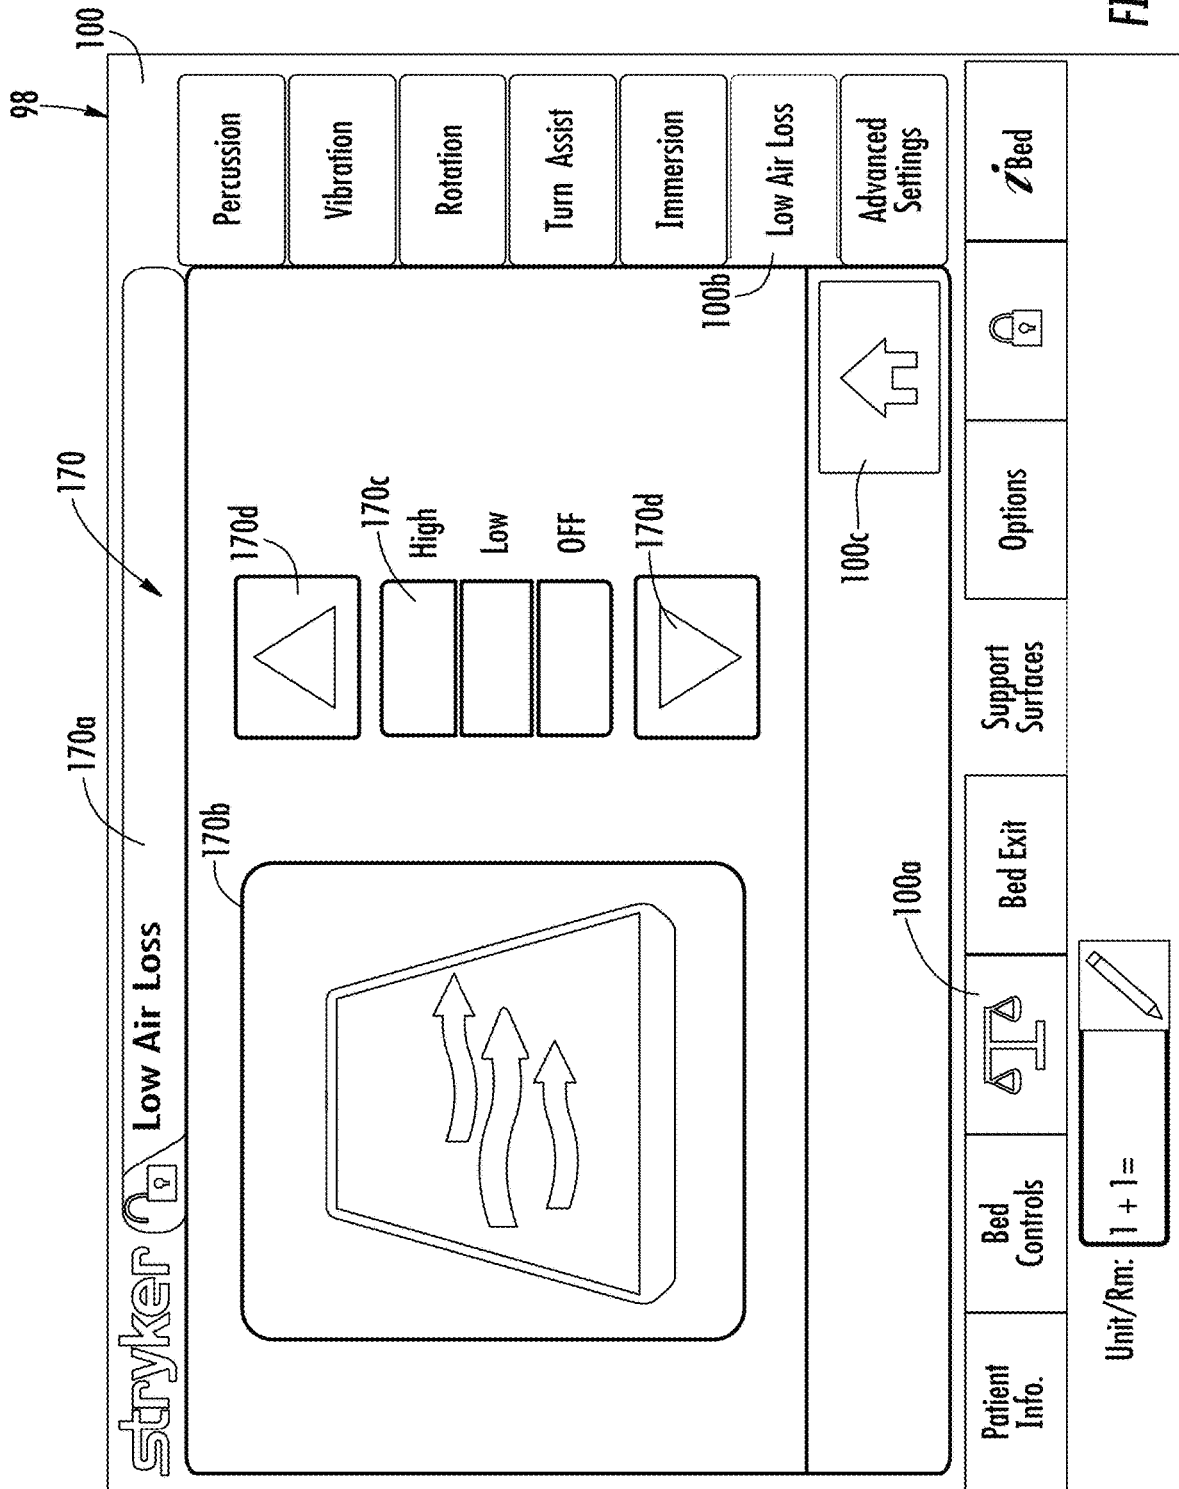 98
100
170
170a
stryker
Low Air Loss
170b
170d
170c
High
Low
OFF
170d
Percussion
Vibration
Rotation
Turn Assist
Immersion
Low Air Loss
100b
Advanced
Settings
100c
100a
Patient
Info.
Bed
Controls
Bed Exit
Support
Surfaces
Options
iBed
Unit/Rm: 1 + 1=